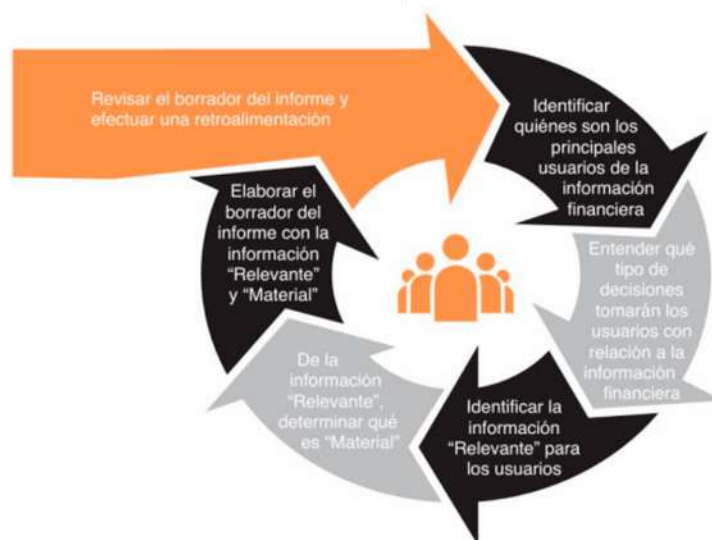 Revisar el borrador del informe y
efectuar una retroalimentación
Identificar
quiénes son los
principales
usuarios de la
información
financiera
Entender qué
tipo de
decisiones
tomarán los
usuarios con
relación a la
información
financiera
Identificar la
información
“Relevante” para
los usuarios
De la
información
“Relevante”,
determinar qué
es “Material”
Elaborar el
borrador del
informe con la
información
“Relevante”
y “Material”